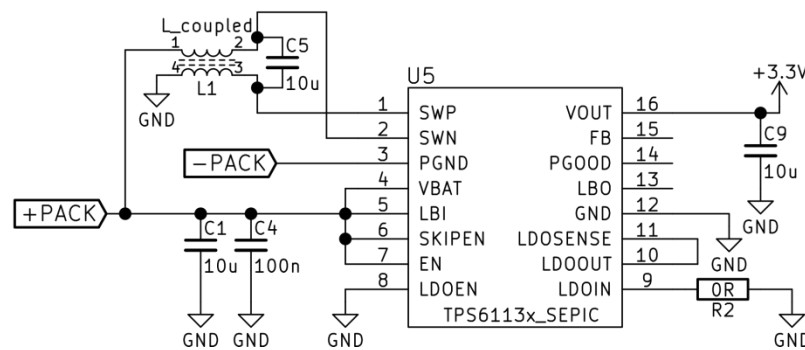 L_coupled
1 2
4 3
L1
C5
10u
GND
U5
+3.3V
1 SWP VOUT 16
2 SWN FB 15
C9
10u
-PACK
3 PGND PGOOD 14
4 VBAT LBO 13
+PACK
5 LBI GND 12
C1 C4
10u 100n
6 SKIPEN LDOSENSE 11
GND
GND
7 EN LDOOUT 10
8 LDOEN LDOIN 9
0R
R2
TPS6113x_SEPIC
GND GND GND GND